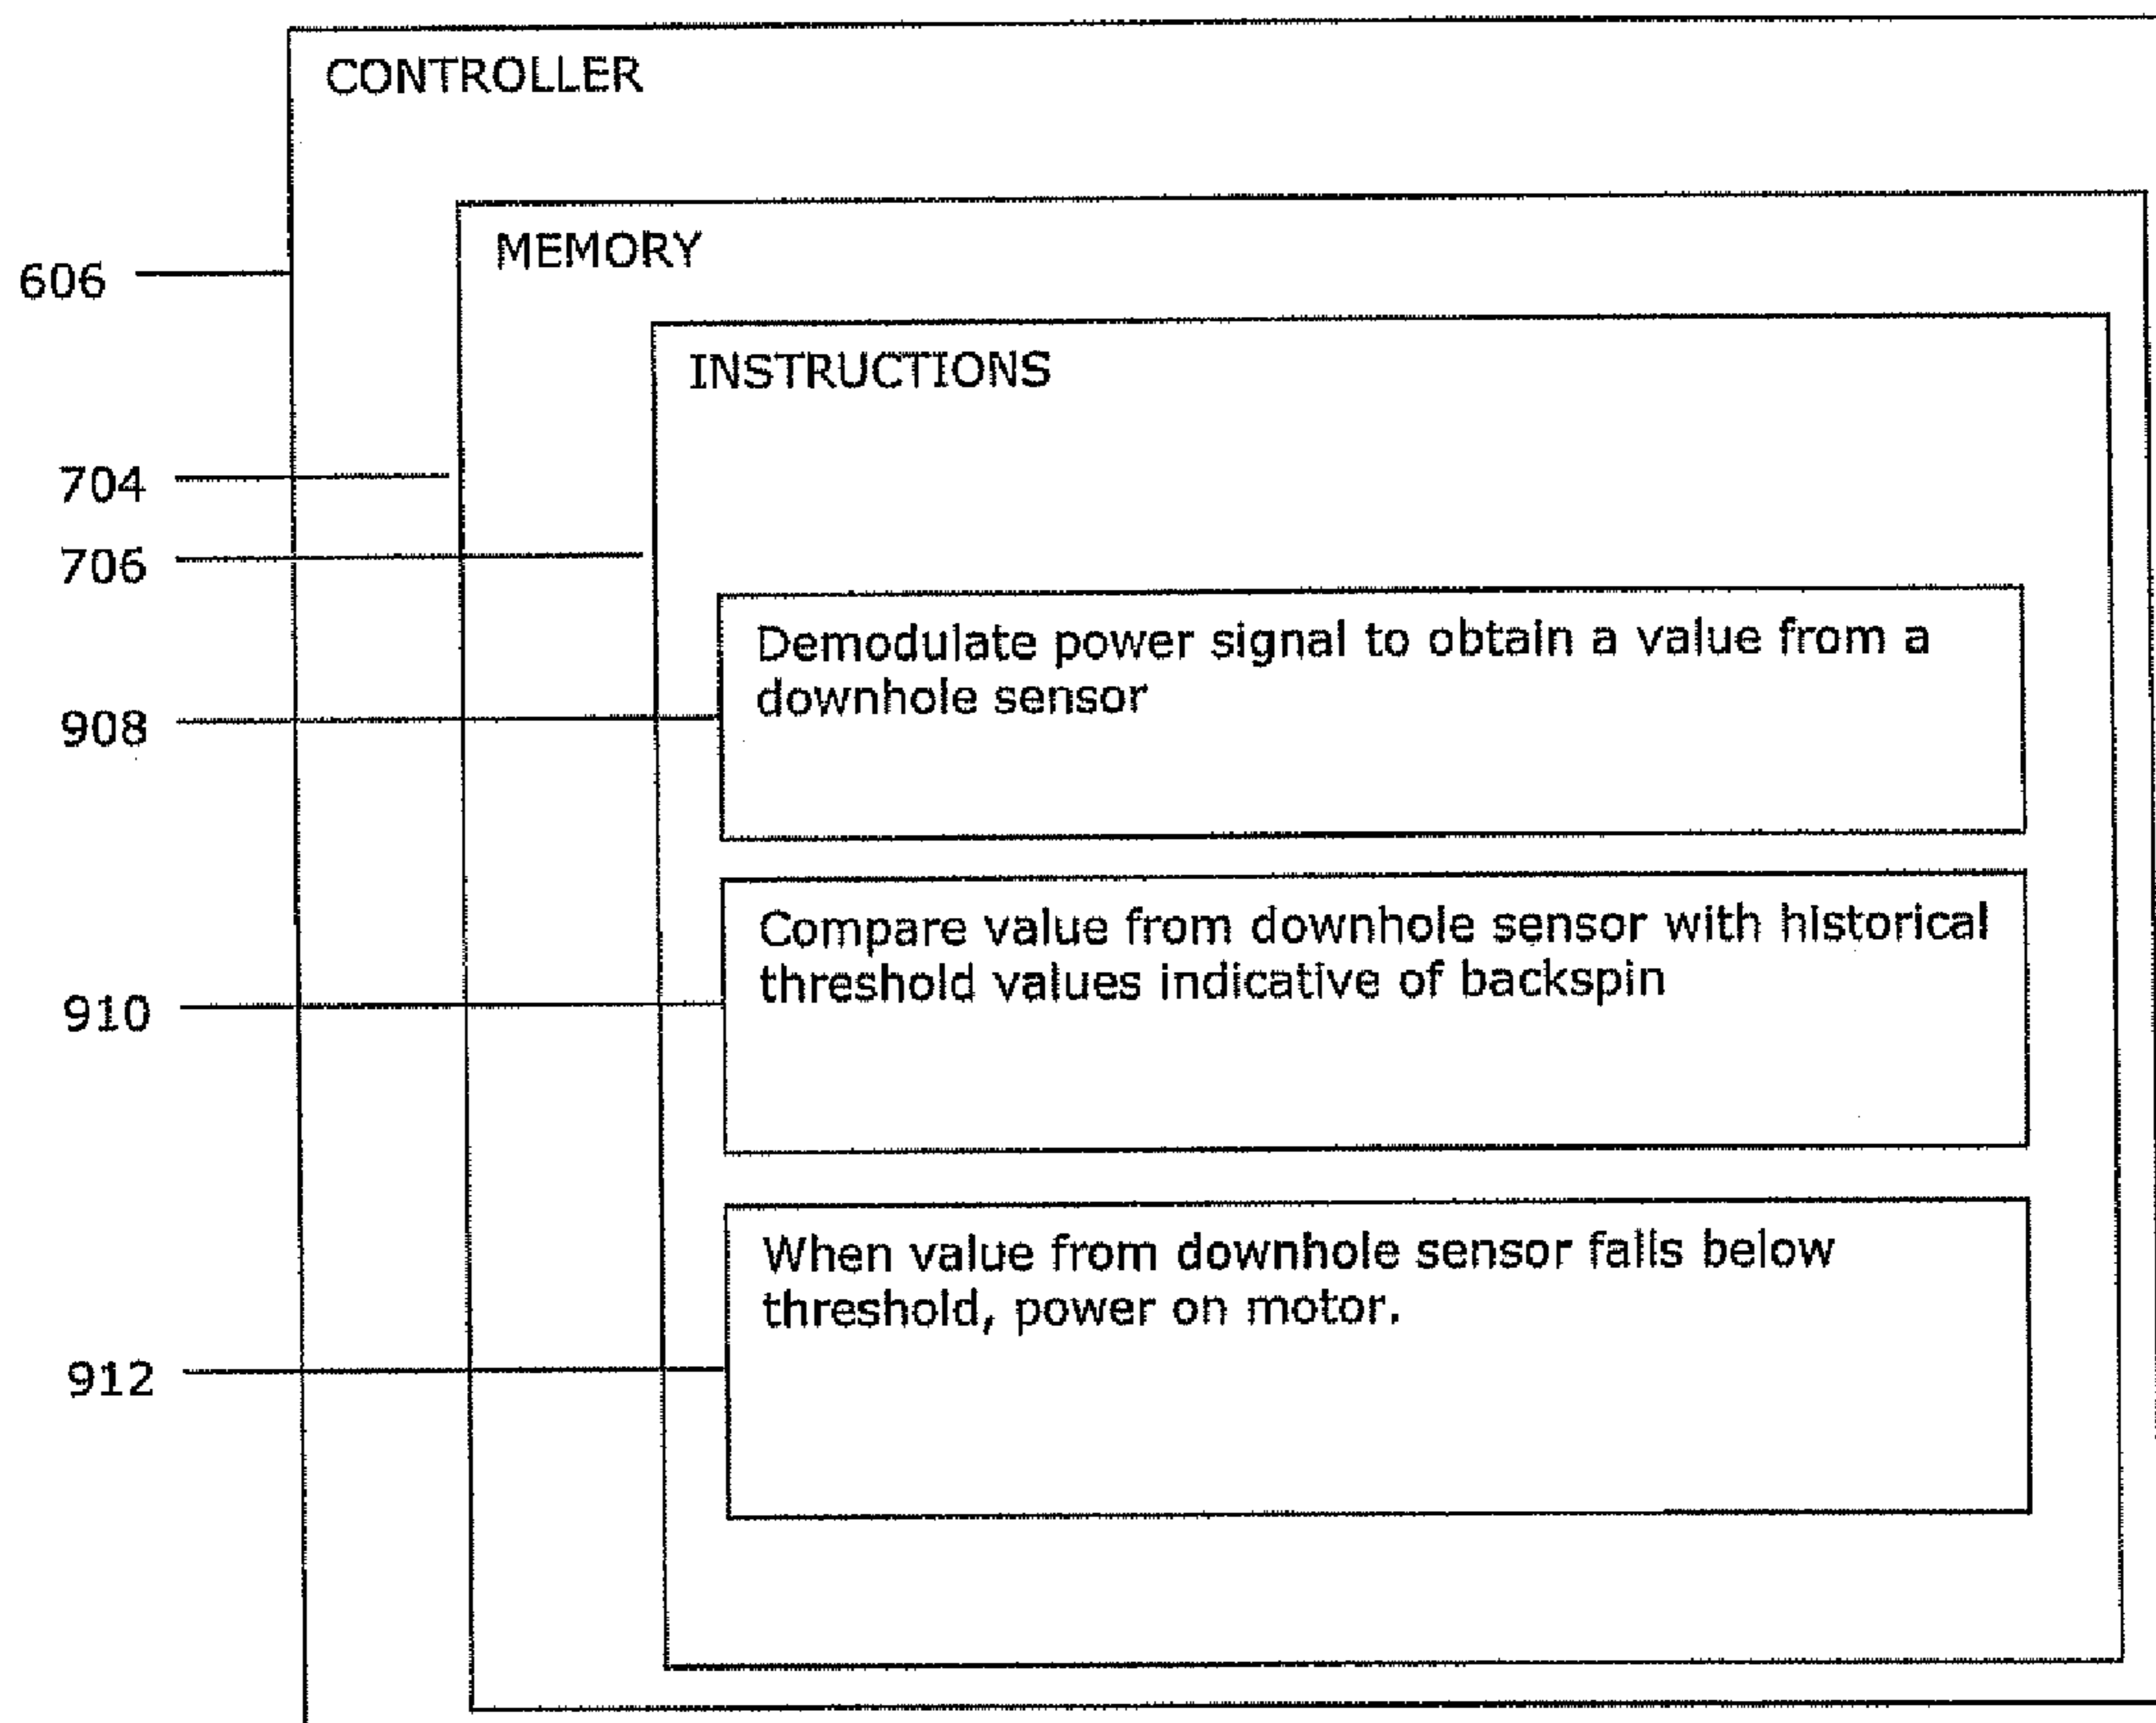 CONTROLLER
MEMORY
606
INSTRUCTIONS
704
706
Demodulate power signal to obtain a value from a
downhole sensor
908
Compare value from downhole sensor with historical
threshold values indicative of backspin
910
When value from downhole sensor falls below
threshold, power on motor.
912